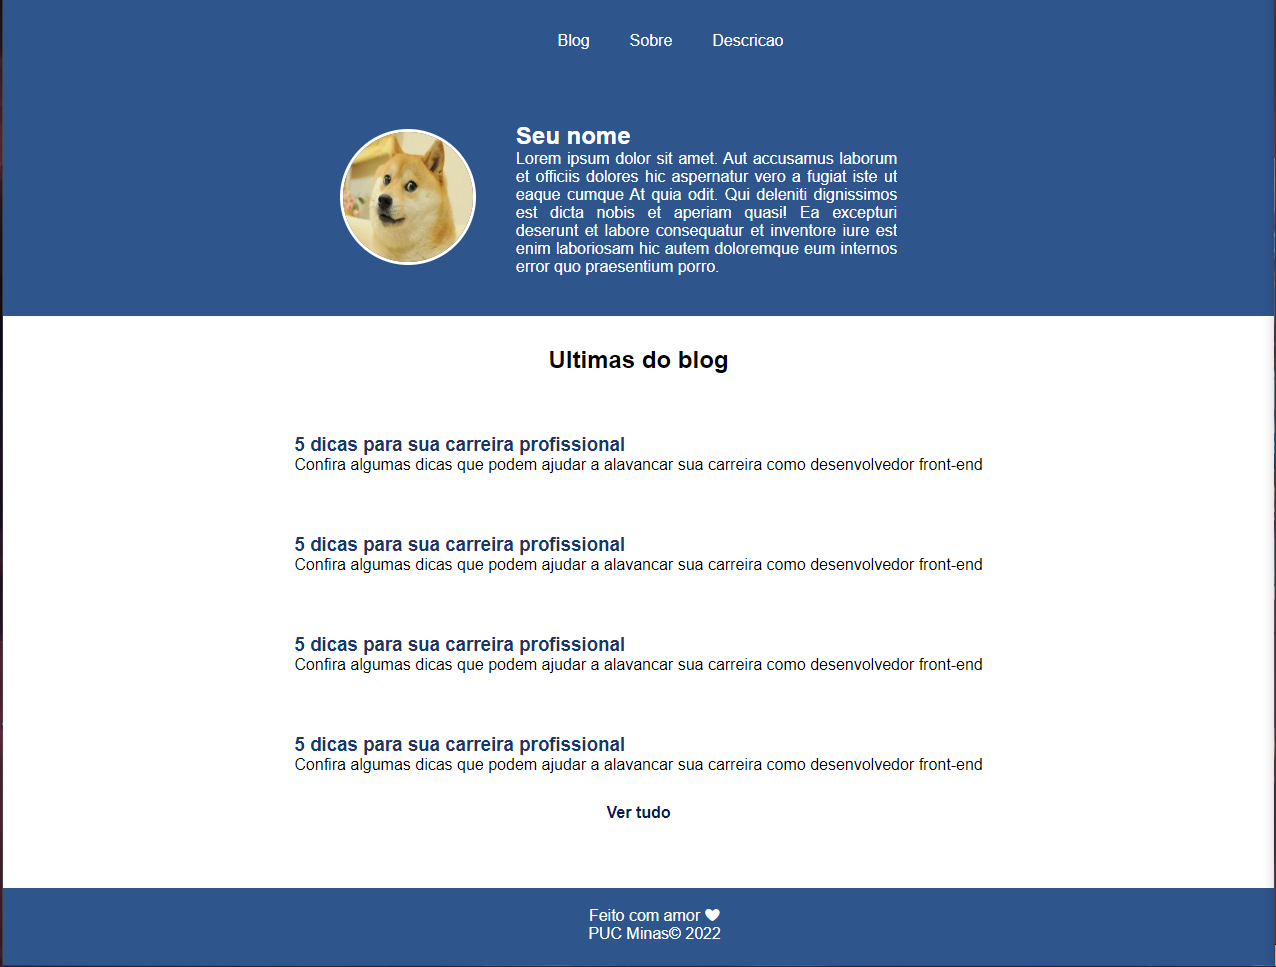 Blog Sobre Descricao
Seu nome
Lorem ipsum dolor sit amet. Aut accusamus laborum
et officiis dolores hic aspernatur vero a fugiat iste ut
eaque cumque At quia odit. Qui deleniti dignissimos
est dicta nobis et aperiam quasi! Ea excepturi
deserunt et labore consequatur et inventore iure est
enim laboriosam hic autem doloremque eum internos
error quo praesentium porro.
Ultimas do blog
5 dicas para sua carreira profissional
Confira algumas dicas que podem ajudar a alavancar sua carreira como desenvolvedor front-end
5 dicas para sua carreira profissional
Confira algumas dicas que podem ajudar a alavancar sua carreira como desenvolvedor front-end
5 dicas para sua carreira profissional
Confira algumas dicas que podem ajudar a alavancar sua carreira como desenvolvedor front-end
5 dicas para sua carreira profissional
Confira algumas dicas que podem ajudar a alavancar sua carreira como desenvolvedor front-end
Ver tudo
Feito com amor ♥
PUC Minas© 2022